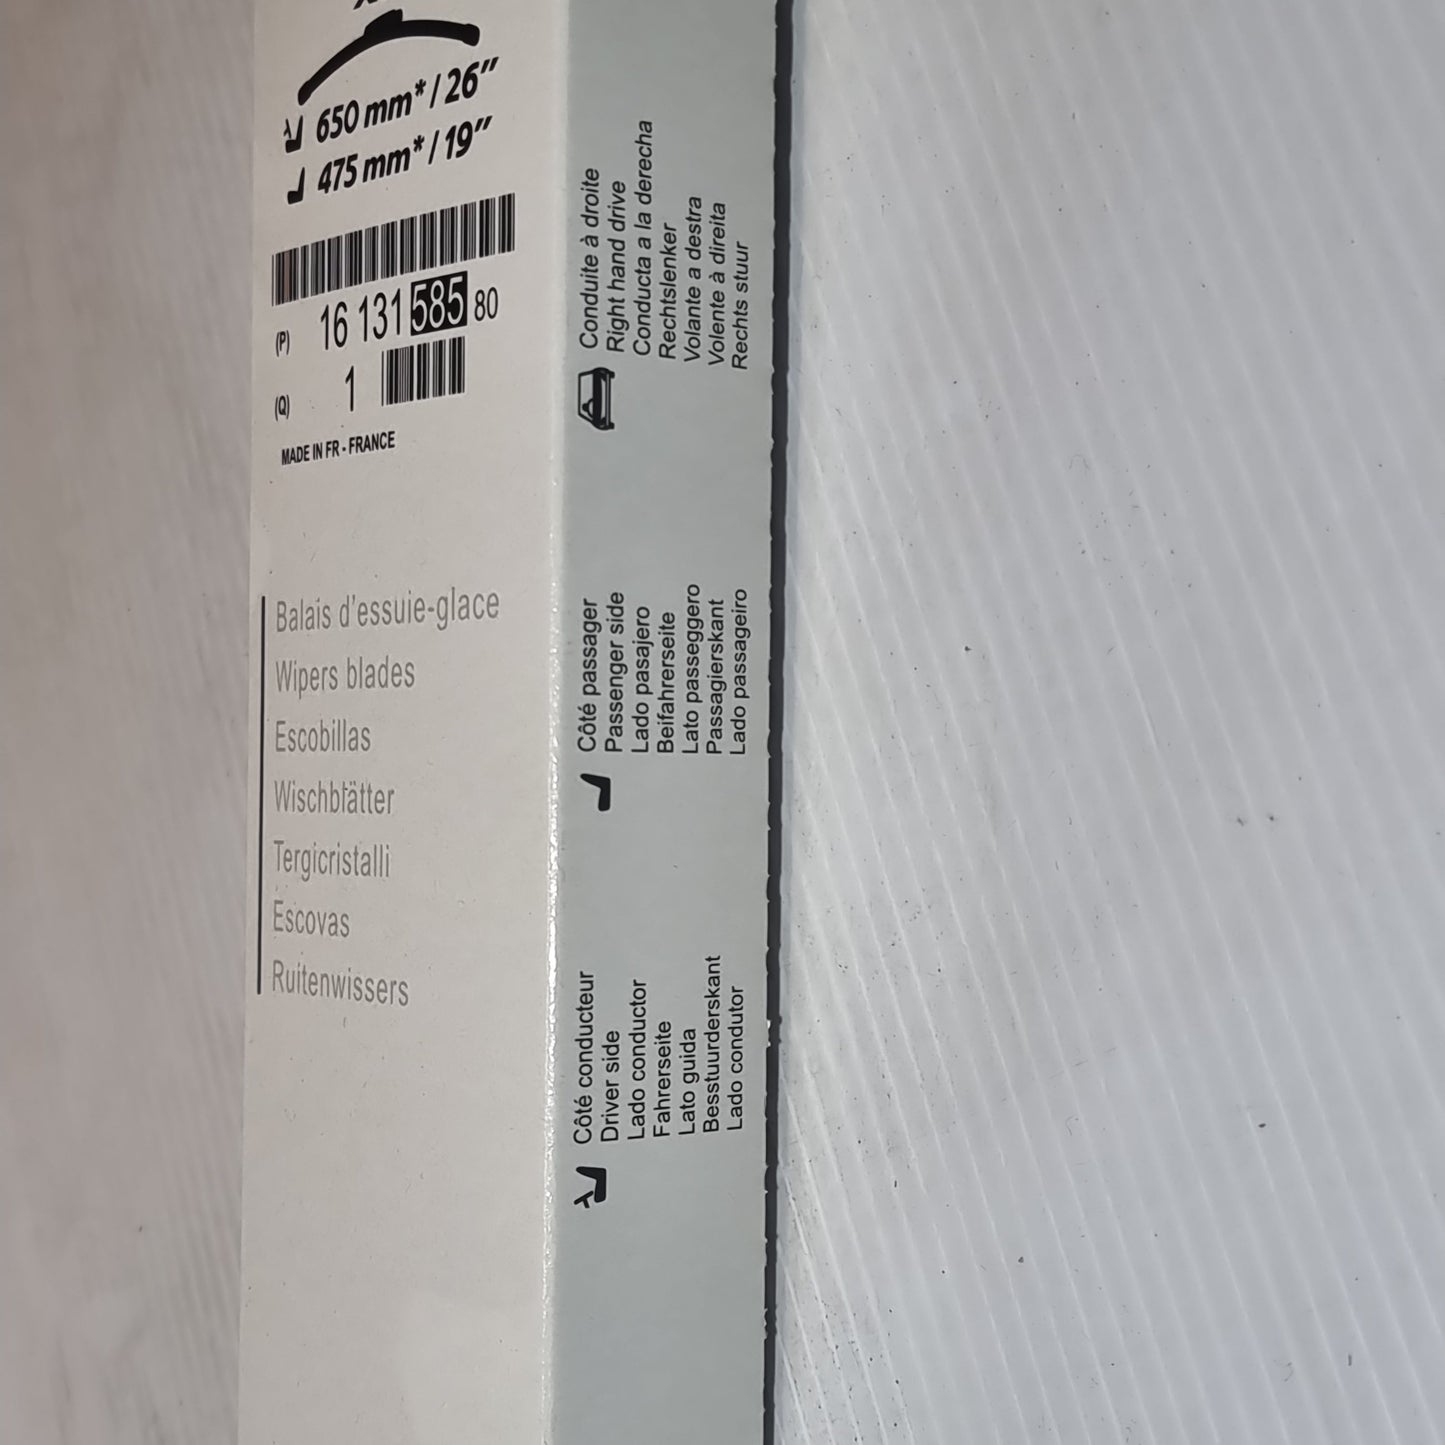 650 mm* / 26"
475 mm* / 19"
(P) 16 131 585 80
(Q) 1
MADE IN FR - FRANCE
Balais d'essuie-glace
Wipers blades
Escobillas
Wischblätter
Tergicristalli
Escovas
Ruitenwissers
Conduite à droite
Right hand drive
Conducta a la derecha
Rechtslenker
Volante a destra
Volente à direita
Rechts stuur
Côté passager
Passenger side
Lado pasajero
Beifahrerseite
Lato passeggero
Passagierskant
Lado passageiro
Côté conducteur
Driver side
Lado conductor
Fahrerseite
Lato guida
Besstuurderskant
Lado condutor